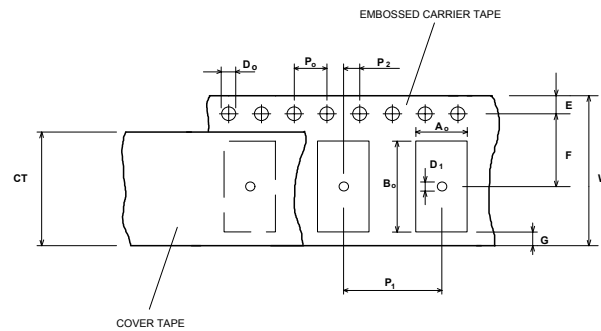 EMBOSSED CARRIER TAPE
Do
Po
P2
E
Ao
F
D1
CT
Bo
W
G
P1
COVER TAPE